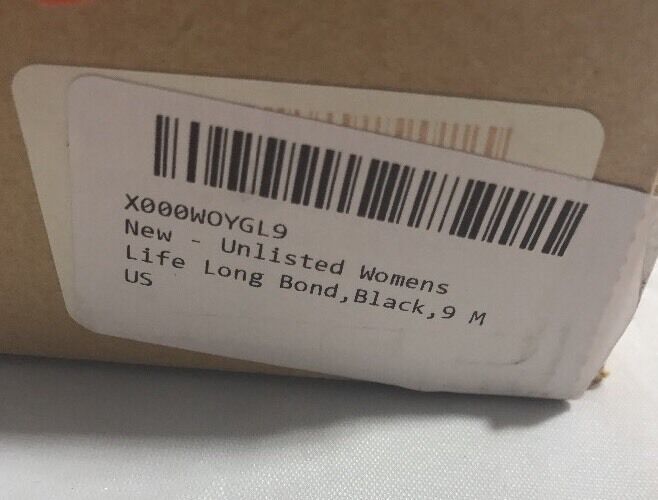 X000WOYGL9
New - Unlisted Womens
Life Long Bond,Black,9 M
US